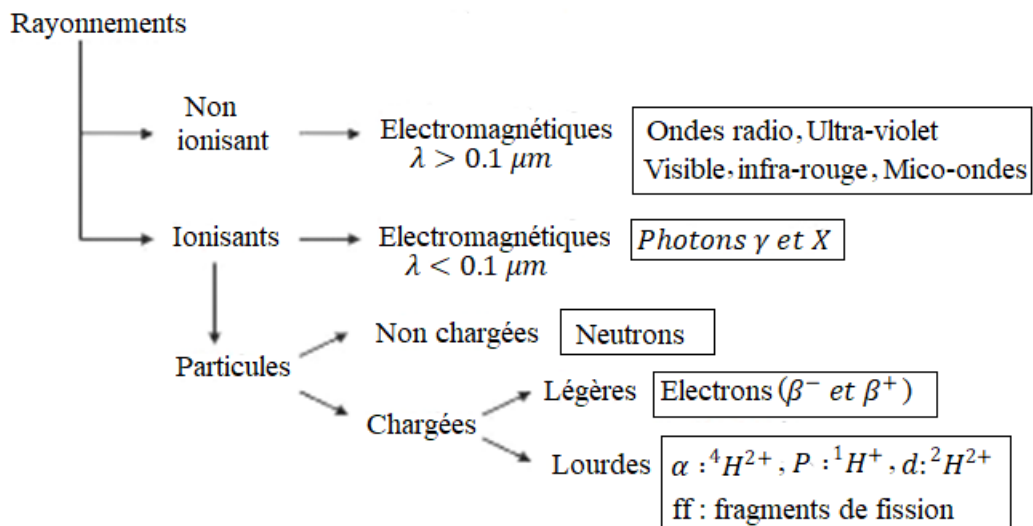 Rayonnements
Non
ionisant
Electromagnétiques
λ > 0.1 μm
Ondes radio, Ultra-violet
Visible, infra-rouge, Mico-ondes
Ionisants
Electromagnétiques
λ < 0.1 μm
Photons γ et X
Particules
Non chargées
Neutrons
Chargées
Légères
Electrons (β⁻ et β⁺)
Lourdes
α : ⁴H²⁺, P : ¹H⁺, d: ²H²⁺
ff : fragments de fission